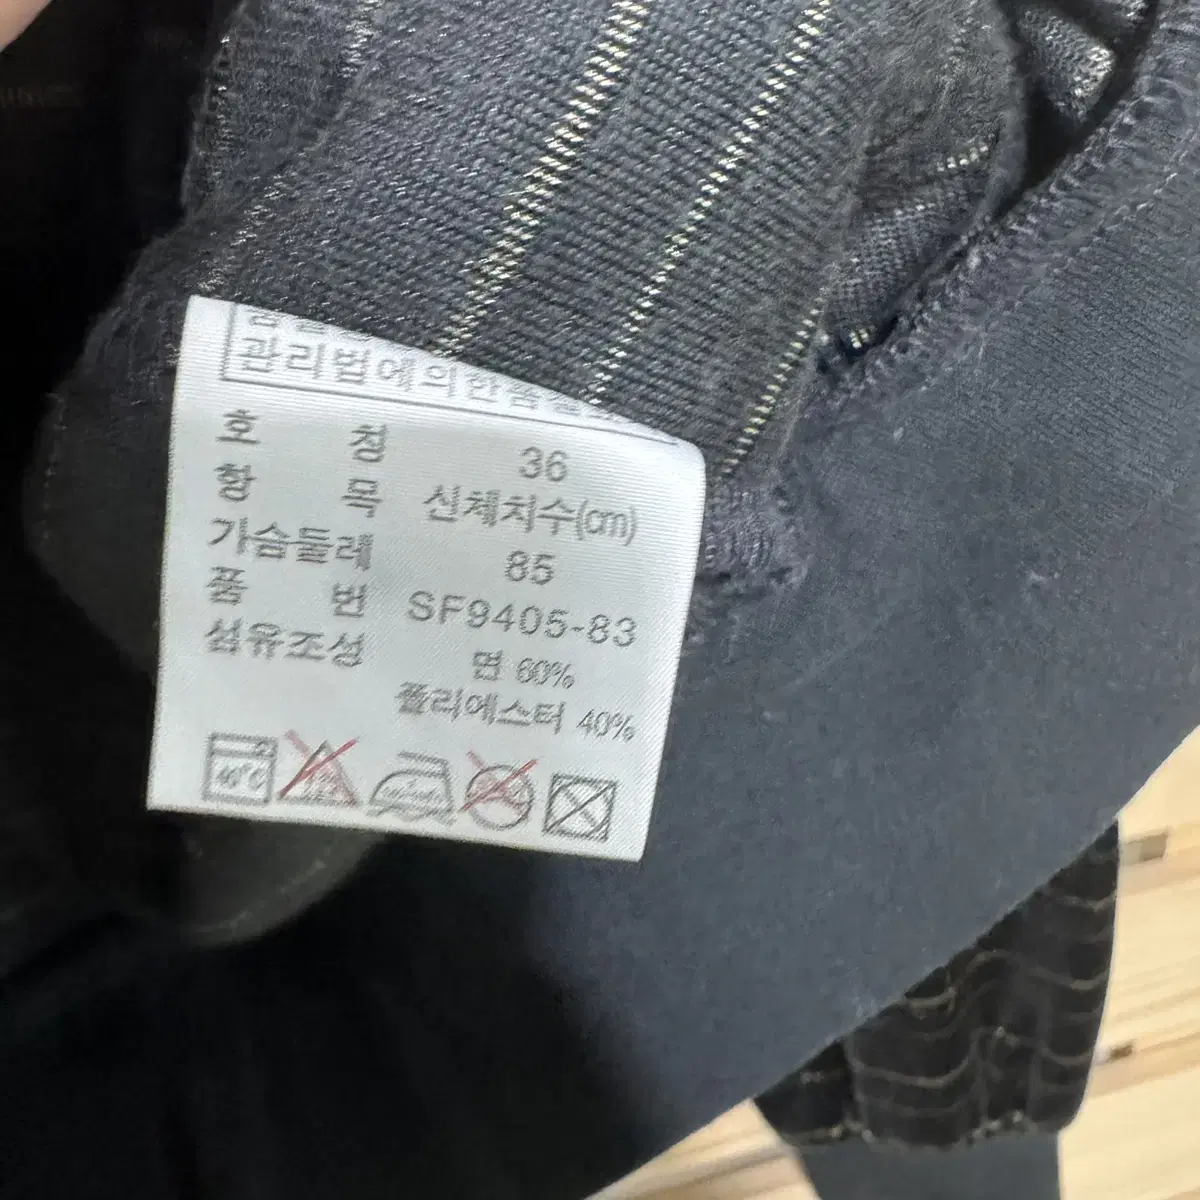 관리법에의한품
호 칭 36
항 목 신체치수(cm)
가슴둘레 85
품 번 SF9405-83
섬유조성 면 60%
폴리에스터 40%
40°C